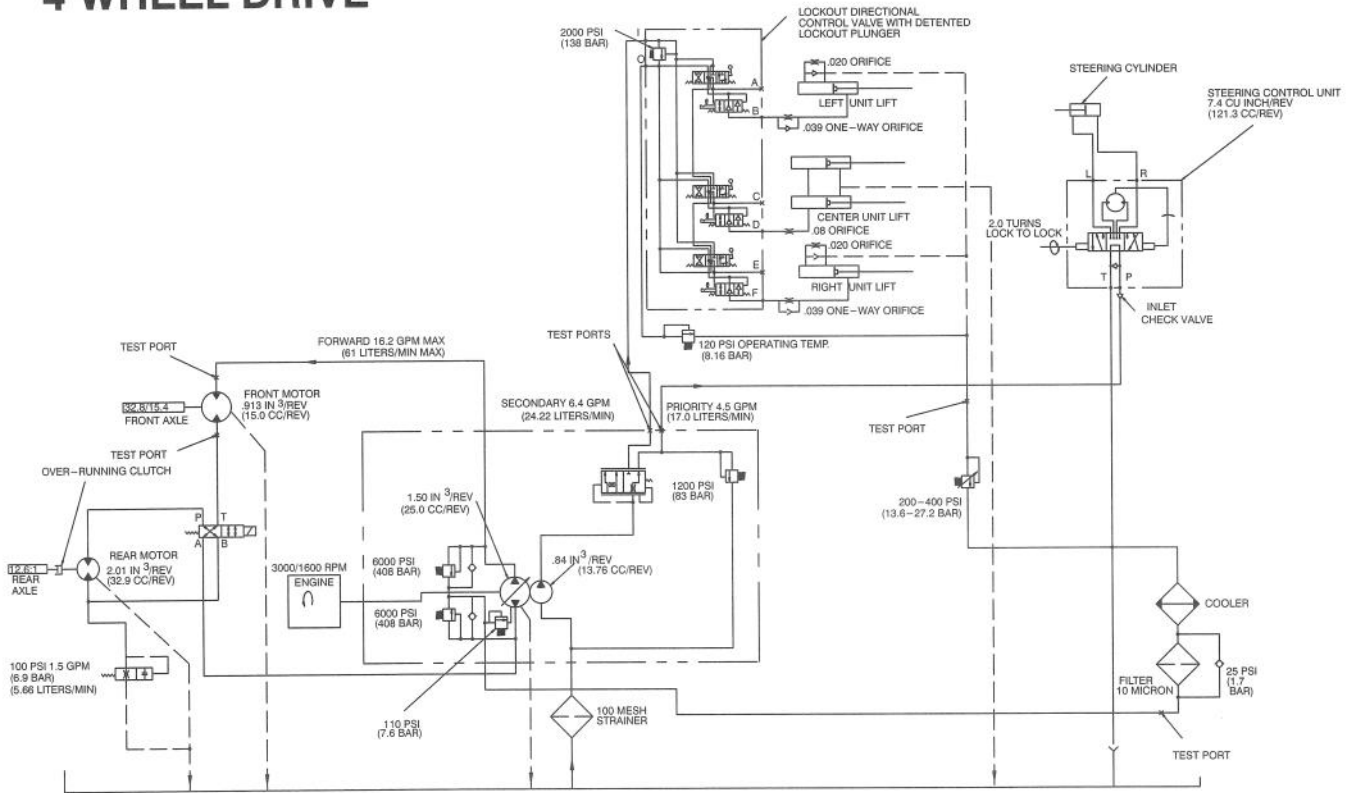 4 WHEEL DRIVE
LOCKOUT DIRECTIONAL
CONTROL VALVE WITH DETENTED
LOCKOUT PLUNGER
2000 PSI
(138 BAR)
I
O
A
B
C
D
E
F
.020 ORIFICE
LEFT UNIT LIFT
.039 ONE-WAY ORIFICE
CENTER UNIT LIFT
.08 ORIFICE
.020 ORIFICE
RIGHT UNIT LIFT
.039 ONE-WAY ORIFICE
STEERING CYLINDER
STEERING CONTROL UNIT
7.4 CU INCH/REV
(121.3 CC/REV)
L
R
2.0 TURNS
LOCK TO LOCK
T
P
INLET
CHECK VALVE
TEST PORTS
120 PSI OPERATING TEMP.
(8.16 BAR)
FORWARD 16.2 GPM MAX
(61 LITERS/MIN MAX)
TEST PORT
FRONT MOTOR
.913 IN 3/REV
(15.0 CC/REV)
32.8/15.4
FRONT AXLE
TEST PORT
OVER-RUNNING CLUTCH
SECONDARY 6.4 GPM
(24.22 LITERS/MIN)
PRIORITY 4.5 GPM
(17.0 LITERS/MIN)
TEST PORT
1200 PSI
(83 BAR)
200-400 PSI
(13.6-27.2 BAR)
1.50 IN 3/REV
(25.0 CC/REV)
P
T
A
B
REAR MOTOR
2.01 IN 3/REV
(32.9 CC/REV)
12.6:1
REAR
AXLE
3000/1600 RPM
ENGINE
6000 PSI
(408 BAR)
6000 PSI
(408 BAR)
.84 IN3/REV
(13.76 CC/REV)
COOLER
100 PSI 1.5 GPM
(6.9 BAR)
(5.66 LITERS/MIN)
FILTER
10 MICRON
25 PSI
(1.7
BAR)
110 PSI
(7.6 BAR)
100 MESH
STRAINER
TEST PORT